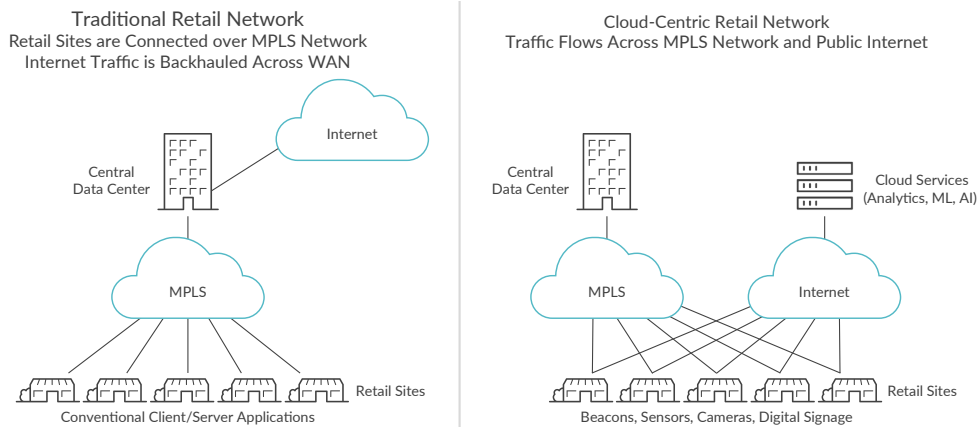 Traditional Retail Network
Retail Sites are Connected over MPLS Network
Internet Traffic is Backhauled Across WAN
Internet
Central
Data Center
MPLS
Retail Sites
Conventional Client/Server Applications
Cloud-Centric Retail Network
Traffic Flows Across MPLS Network and Public Internet
Central
Data Center
Cloud Services
(Analytics, ML, AI)
MPLS
Internet
Retail Sites
Beacons, Sensors, Cameras, Digital Signage